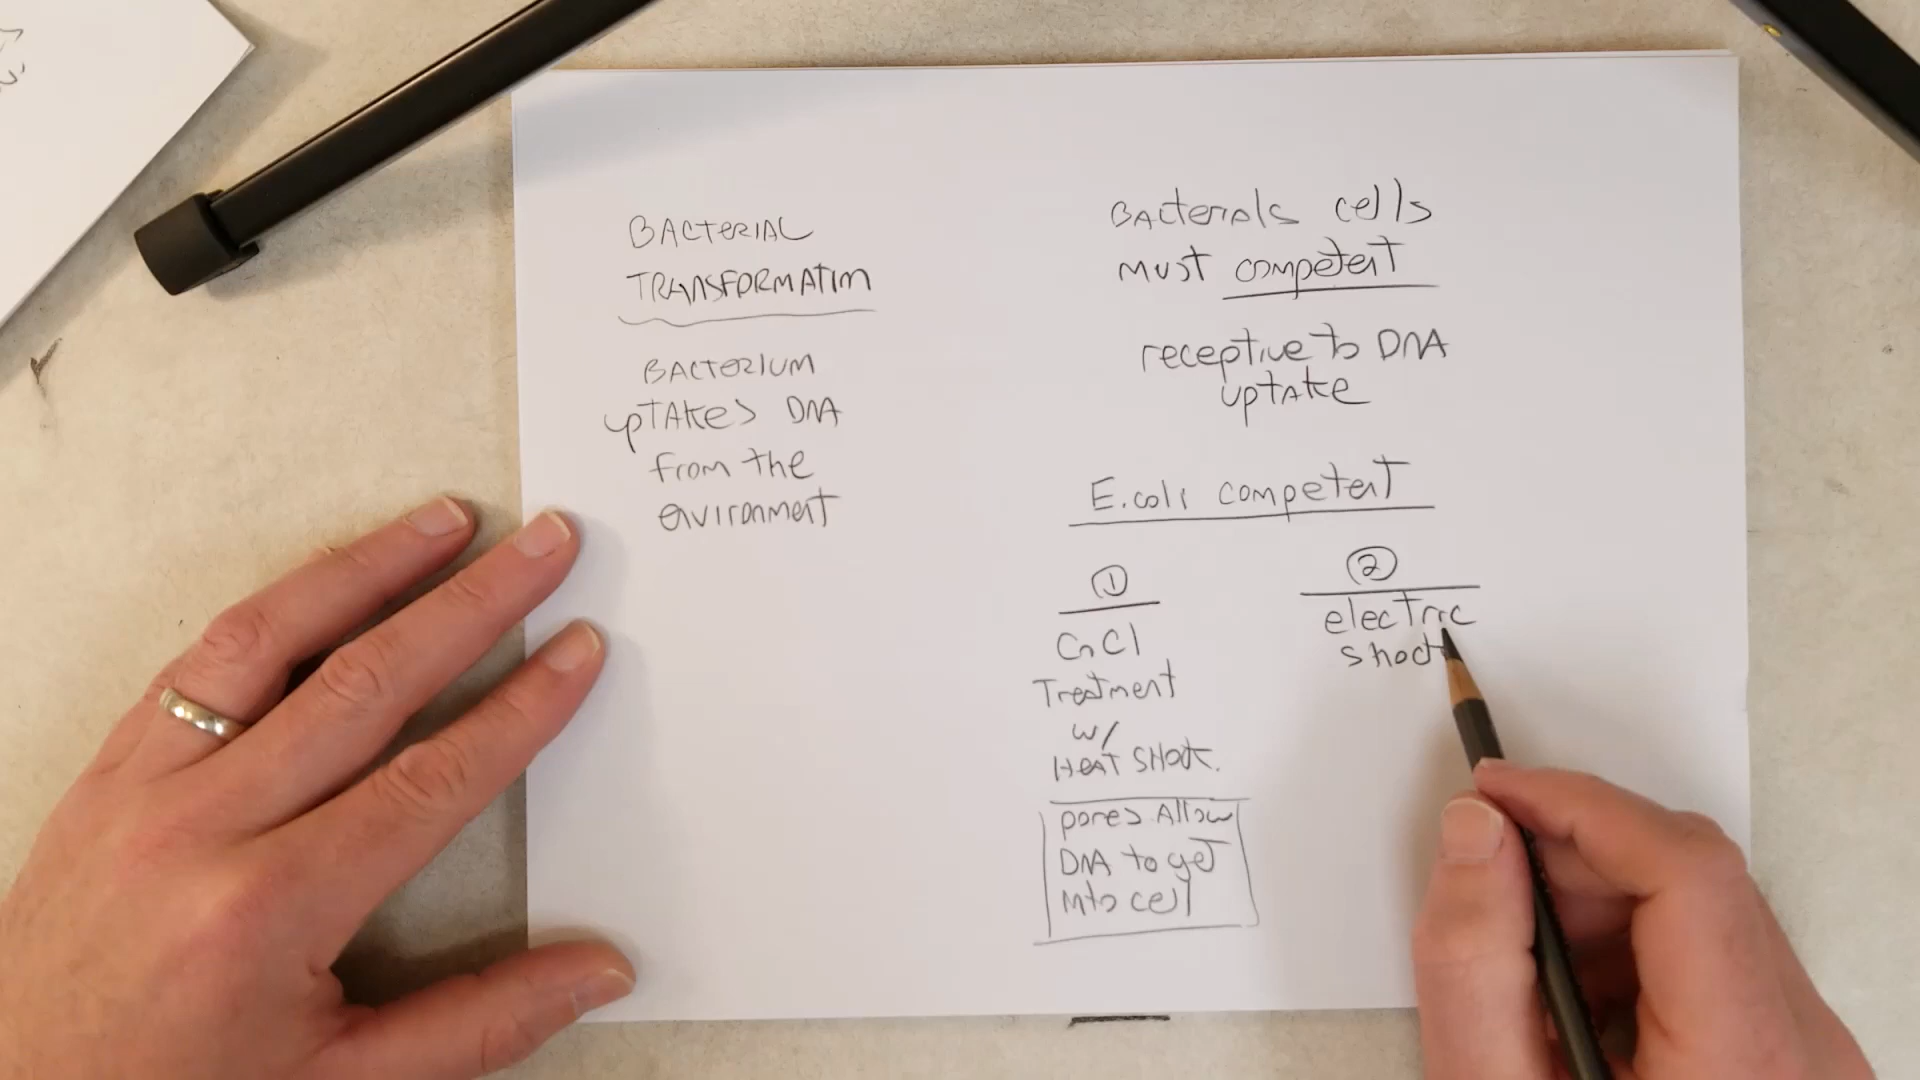 BACTERIAL
TRANSFORMATION
BACTERIUM
UPTAKES DNA
from the
environment
BActerials cells
must competent
receptive to DNA
uptake
E.coli competent
①
CaCl
Treatment
w/
HEAT SHOCK.
pores Allow
DNA to get
into cell
②
electric
shock